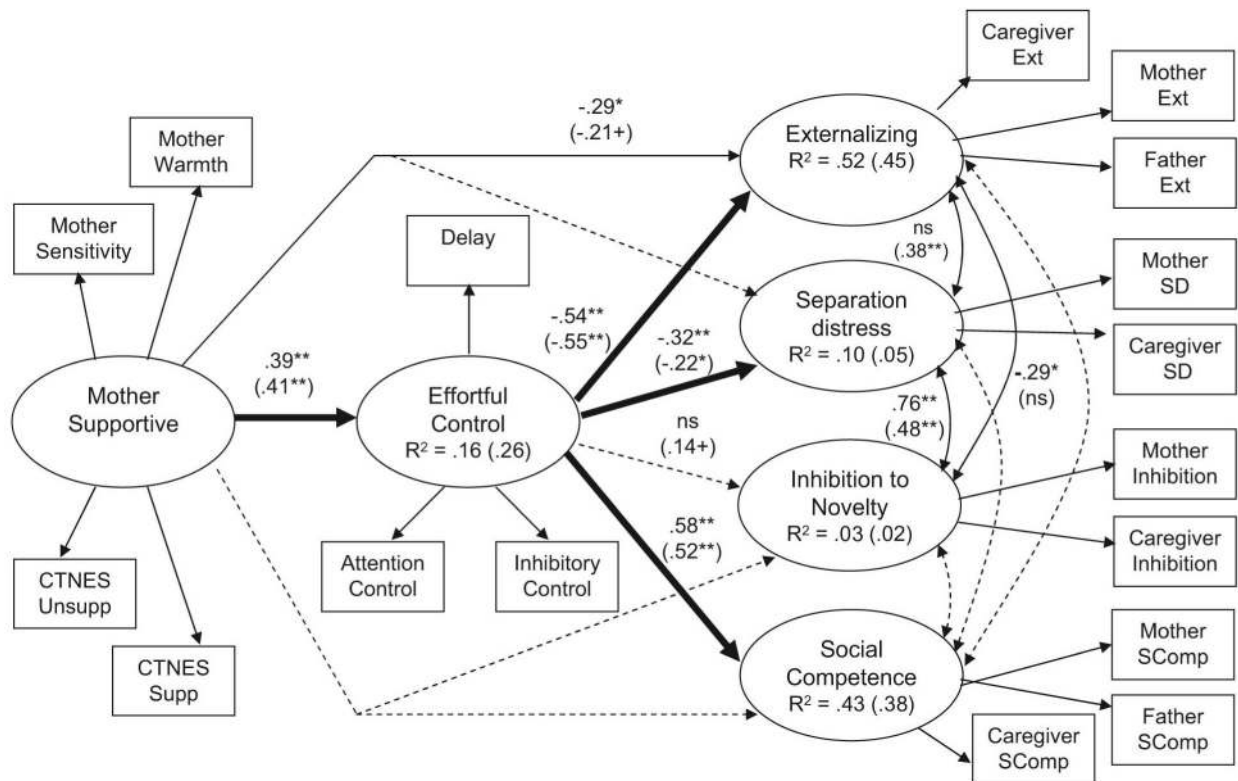 Caregiver
Ext
Mother
Ext
Father
Ext
-.29*
(-.21+)
Externalizing
R² = .52 (.45)
Mother
Warmth
Mother
Sensitivity
Delay
ns
(.38**)
Mother
SD
Caregiver
SD
Separation
distress
R² = .10 (.05)
-.54**
(-.55**)
-.32**
(-.22*)
.39**
(.41**)
Mother
Supportive
Effortful
Control
R² = .16 (.26)
-.29*
(ns)
.76**
(.48**)
ns
(.14+)
Inhibition to
Novelty
R² = .03 (.02)
Mother
Inhibition
Caregiver
Inhibition
.58**
(.52**)
Attention
Control
Inhibitory
Control
CTNES
Unsupp
CTNES
Supp
Social
Competence
R² = .43 (.38)
Mother
SComp
Father
SComp
Caregiver
SComp